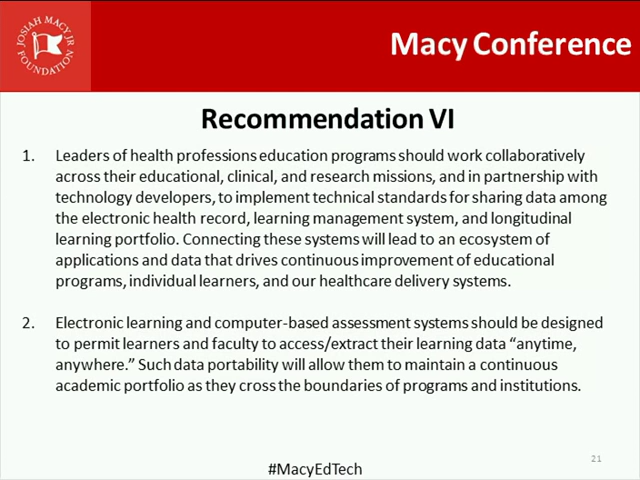 JOSIAH MACY JR
FOUNDATION
Macy Conference
Recommendation VI
1. Leaders of health professions education programs should work collaboratively
across their educational, clinical, and research missions, and in partnership with
technology developers, to implement technical standards for sharing data among
the electronic health record, learning management system, and longitudinal
learning portfolio. Connecting these systems will lead to an ecosystem of
applications and data that drives continuous improvement of educational
programs, individual learners, and our healthcare delivery systems.
2. Electronic learning and computer-based assessment systems should be designed
to permit learners and faculty to access/extract their learning data “anytime,
anywhere.” Such data portability will allow them to maintain a continuous
academic portfolio as they cross the boundaries of programs and institutions.
21
#MacyEdTech